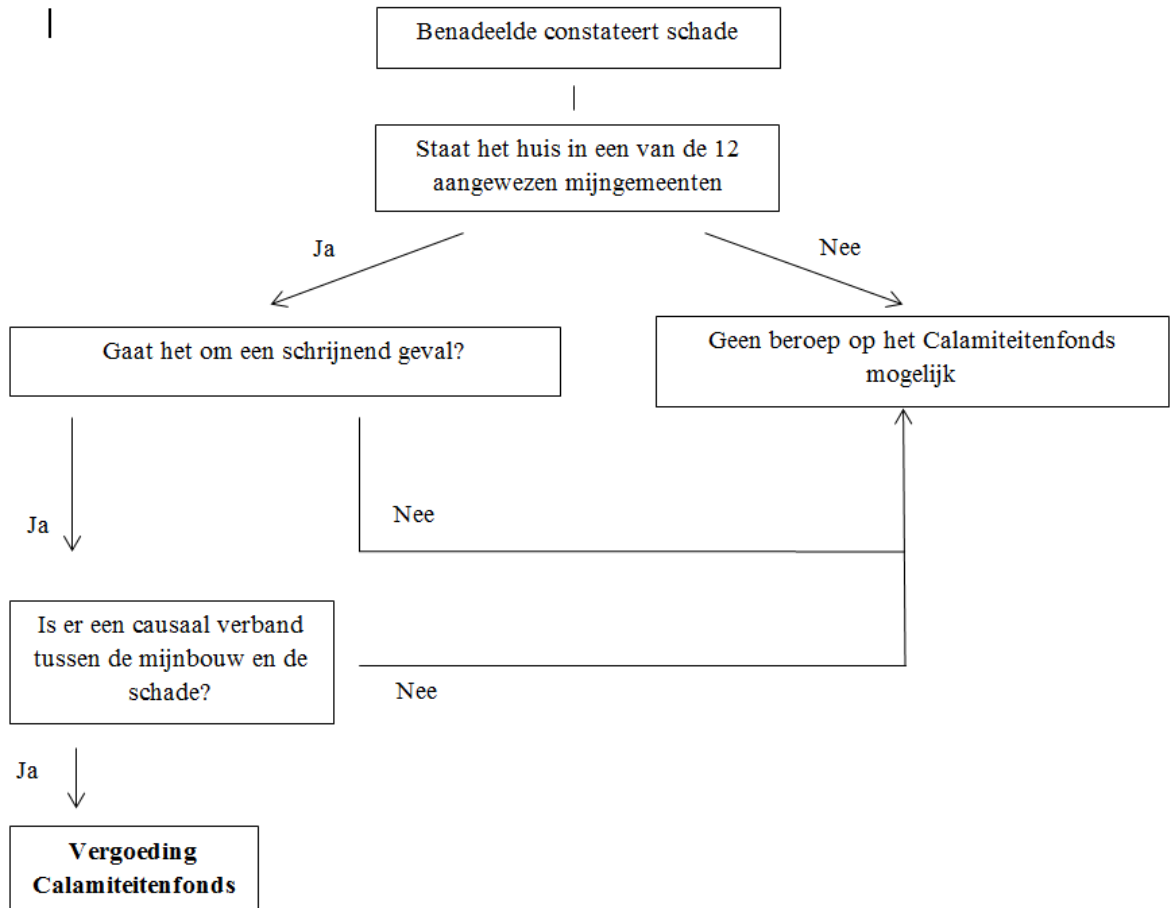 Benadeelde constateert schade
Staat het huis in een van de 12
aangewezen mijngemeenten
Ja
Nee
Gaat het om een schrijnend geval?
Geen beroep op het Calamiteitenfonds
mogelijk
Ja
Nee
Is er een causaal verband
tussen de mijnbouw en de
schade?
Nee
Ja
Vergoeding
Calamiteitenfonds